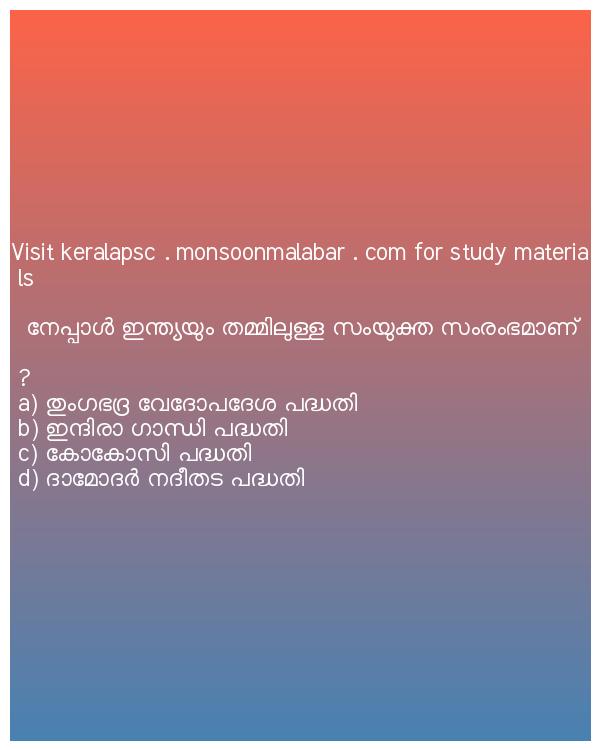 Visit keralapsc . monsoonmalabar . com for study materia
ls
നേപ്പാൾ ഇന്ത്യയും തമ്മിലുള്ള സംയുക്ത സംരംഭമാണ്
?
a) തുംഗഭദ്ര വേദോപദേശ പദ്ധതി
b) ഇന്ദിരാ ഗാന്ധി പദ്ധതി
c) കോകോസി പദ്ധതി
d) ദാമോദർ നദീതട പദ്ധതി